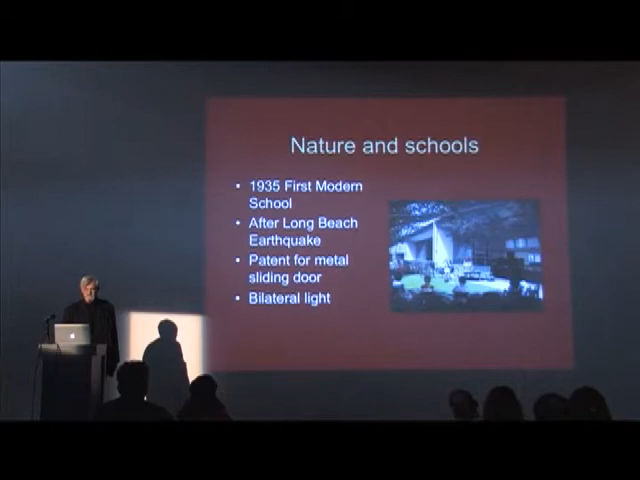 Nature and schools
• 1935 First Modern
School
• After Long Beach
Earthquake
• Patent for metal
sliding door
• Bilateral light